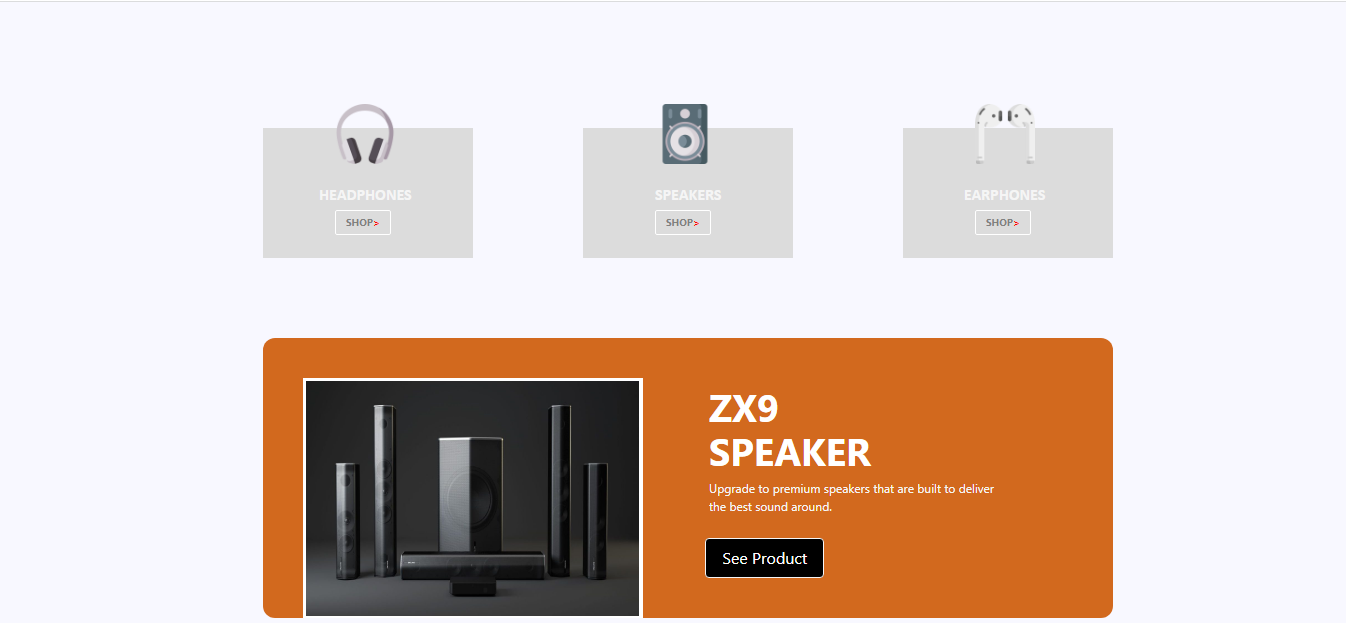 HEADPHONES
SHOP>
SPEAKERS
SHOP>
EARPHONES
SHOP>
ZX9
SPEAKER
Upgrade to premium speakers that are built to deliver
the best sound around.
See Product